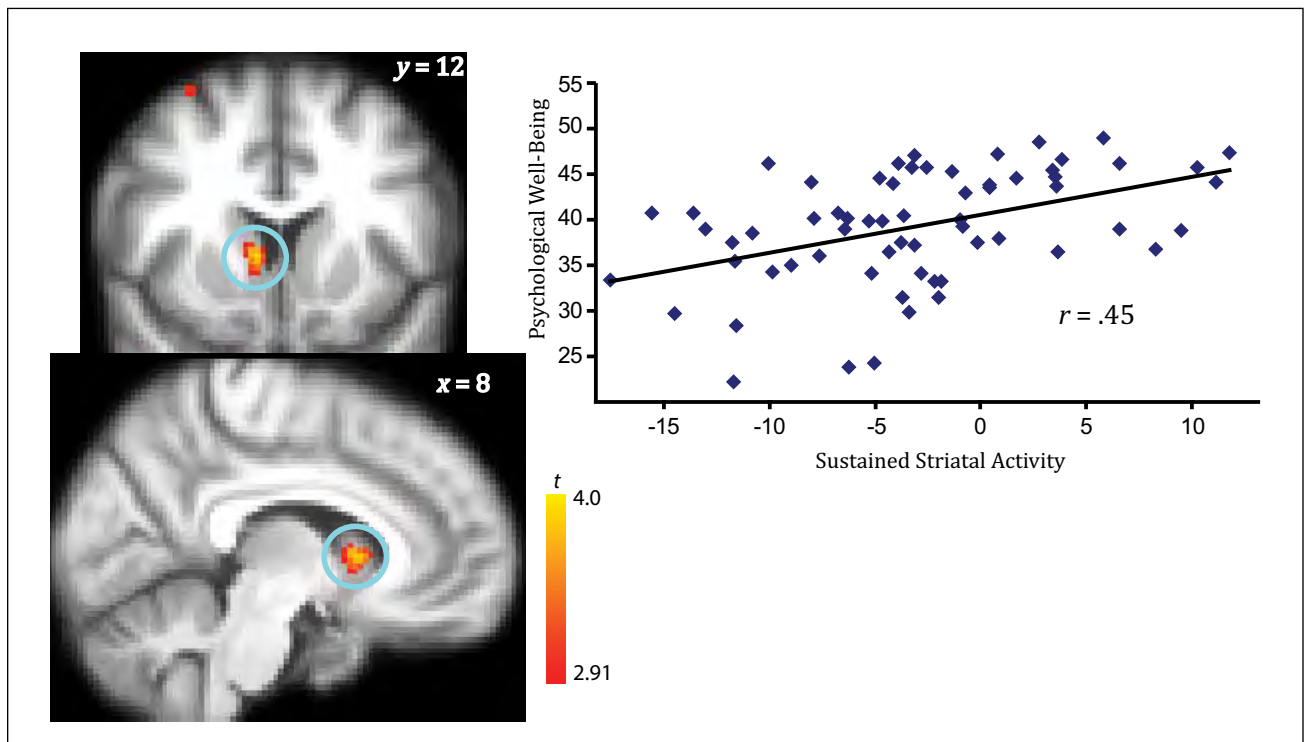 y = 12
x = 8
t
4.0
2.91
Psychological Well-Being
55
50
45
40
35
30
25
r = .45
-15 -10 -5 0 5 10
Sustained Striatal Activity